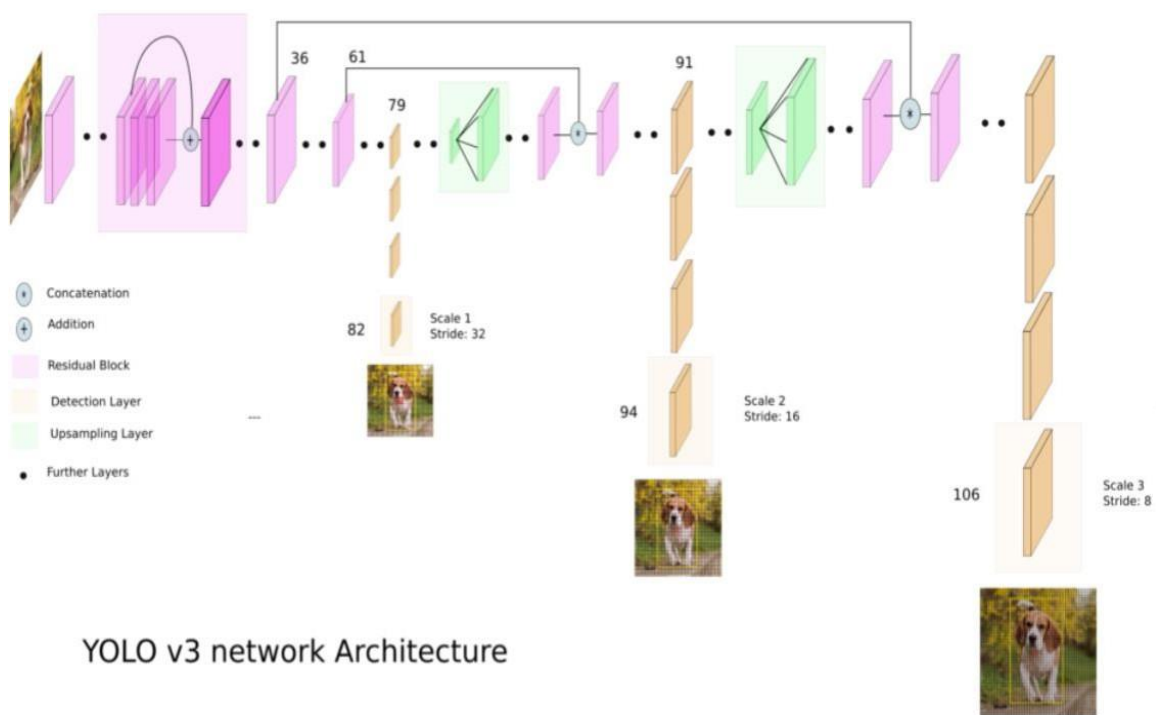 36
61
91
79
Concatenation
Addition
Residual Block
Detection Layer
Upsampling Layer
Further Layers
82
Scale 1
Stride: 32
94
Scale 2
Stride: 16
106
Scale 3
Stride: 8
YOLO v3 network Architecture